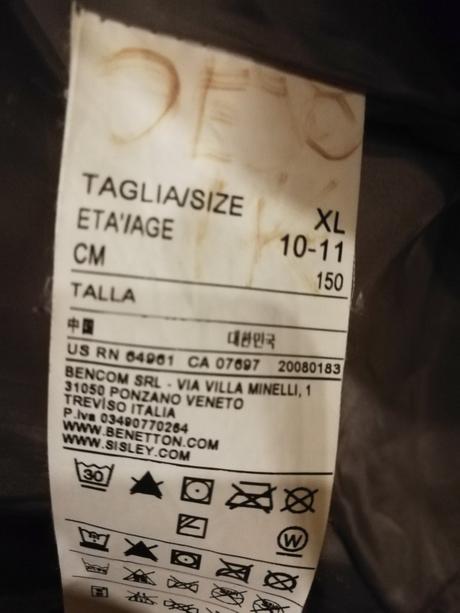 TAGLIA/SIZE XL
ETA'/AGE 10-11
CM 150
TALLA
中国 대한민국
US RN 64961 CA 07697 20080183
BENCOM SRL - VIA VILLA MINELLI, 1
31050 PONZANO VENETO
TREVISO ITALIA
P.iva 03490770264
WWW.BENETTON.COM
WWW.SISLEY.COM
30
W